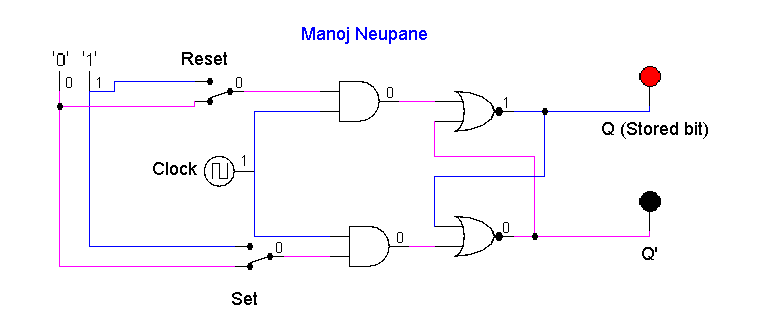 Manoj Neupane
'0' '1' Reset
0 1 0
0 1
Q (Stored bit)
Clock 1
0 0 0
Q'
Set